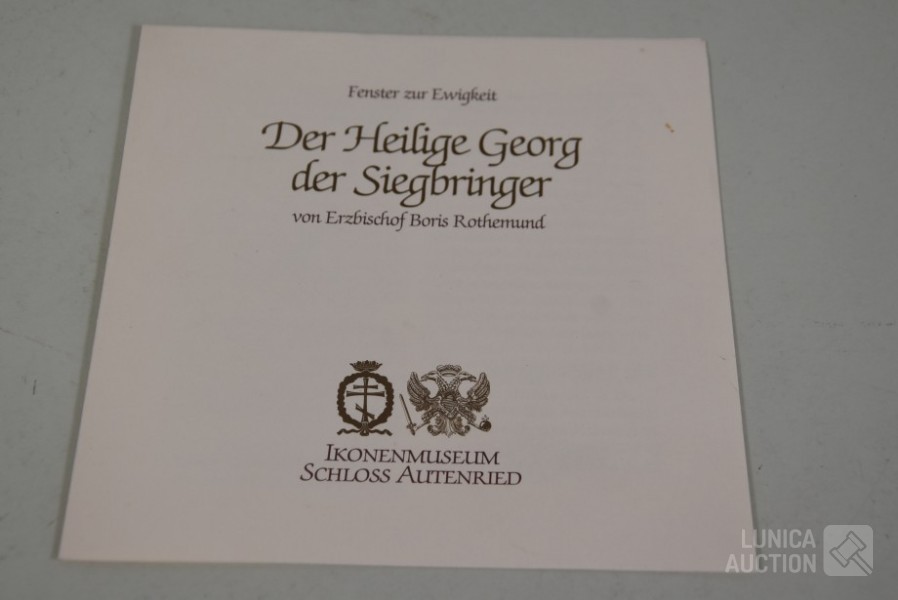 Fenster zur Ewigkeit
Der Heilige Georg
der Siegbringer
von Erzbischof Boris Rothemund
IKONENMUSEUM
SCHLOSS AUTENRIED
LUNICA
AUCTION